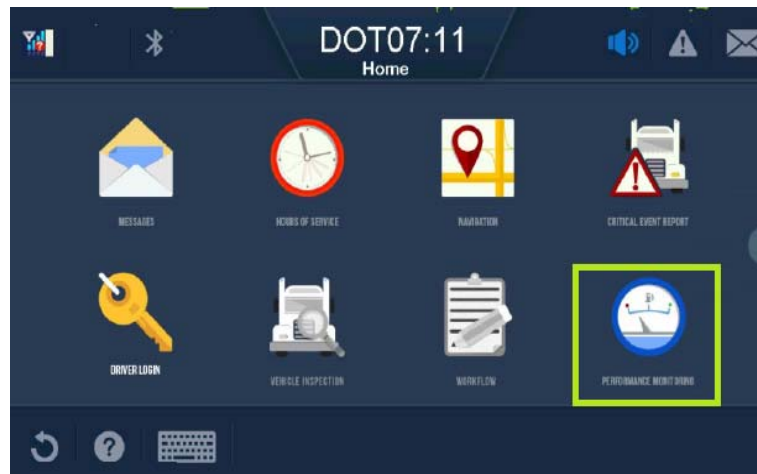 DOT07:11
Home
MESSAGES
HOURS OF SERVICE
NAVIGATION
CRITICAL EVENT REPORT
DRIVER LOGIN
VEHICLE INSPECTION
WORKFLOW
PERFORMANCE MONITORING